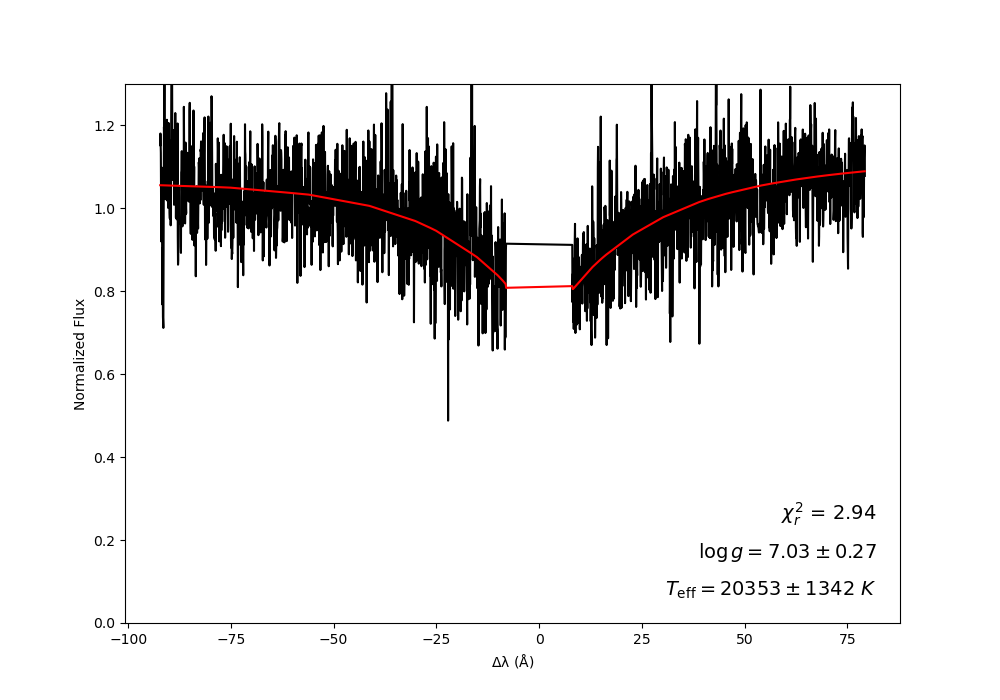 1.2
1.0
0.8
0.6
0.4
0.2
0.0
Normalized Flux
χ²ᵣ = 2.94
log g = 7.03 ± 0.27
T_eff = 20353 ± 1342 K
−100 −75 −50 −25 0 25 50 75
Δλ (Å)